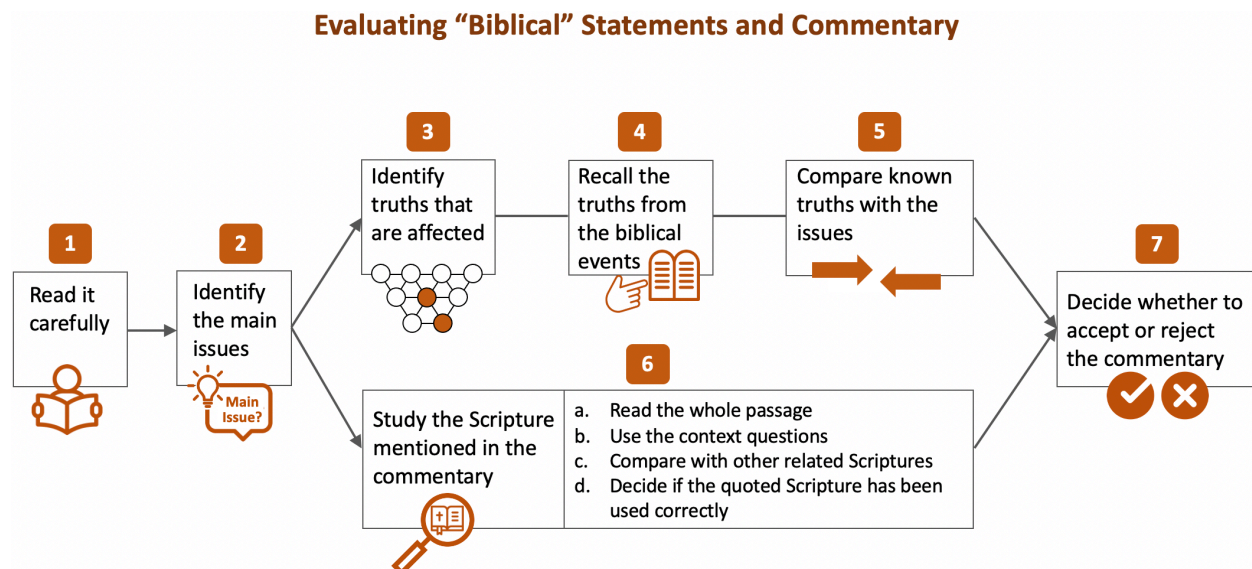 Evaluating “Biblical” Statements and Commentary
1
Read it
carefully
2
Identify
the main
issues
Main
Issue?
3
Identify
truths that
are affected
4
Recall the
truths from
the biblical
events
5
Compare known
truths with the
issues
6
Study the Scripture
mentioned in the
commentary
a. Read the whole passage
b. Use the context questions
c. Compare with other related Scriptures
d. Decide if the quoted Scripture has been
used correctly
7
Decide whether to
accept or reject
the commentary